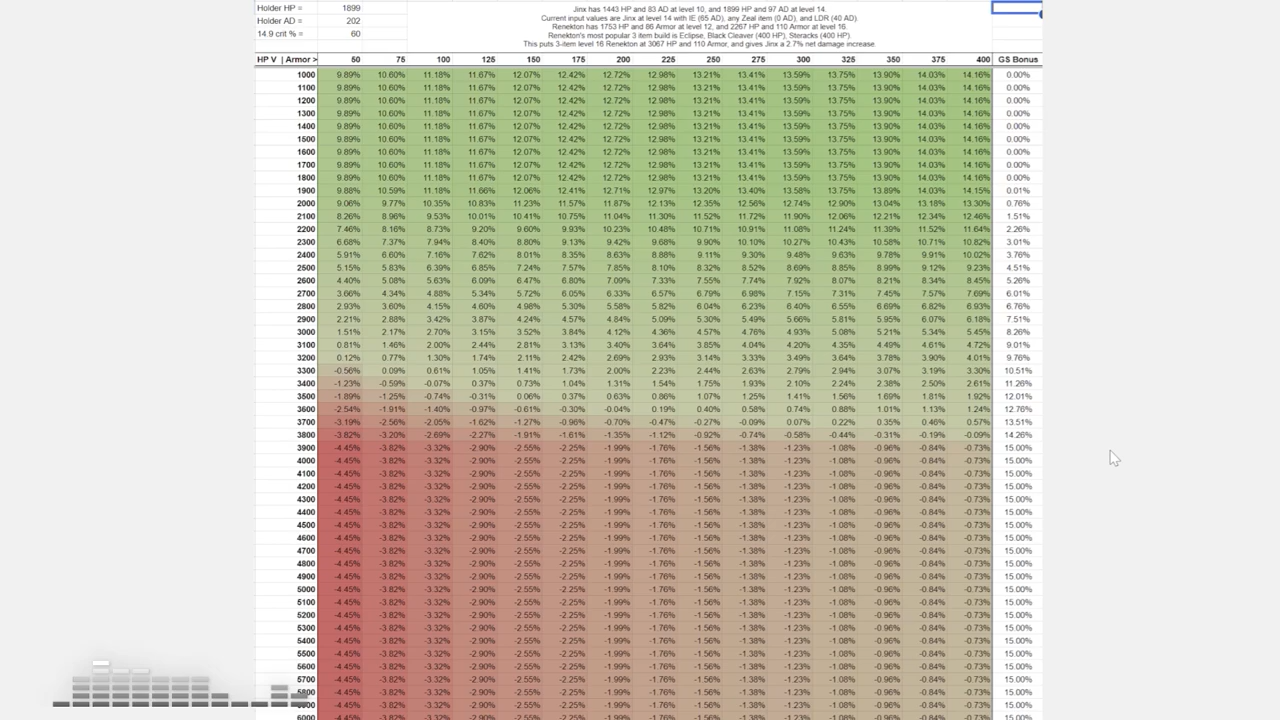 Holder HP = 1899
Holder AD = 202
14.9 crit % = 60
Jinx has 1443 HP and 83 AD at level 10, and 1899 HP and 97 AD at level 14.
Current input values are Jinx at level 14 with IE (65 AD), any Zeal item (0 AD), and LDR (40 AD).
Renekton has 1753 HP and 86 Armor at level 12, and 2267 HP and 110 Armor at level 16.
Renekton's most popular 3 item build is Eclipse, Black Cleaver (400 HP), Steracks (400 HP).
This puts 3-item level 16 Renekton at 3067 HP and 110 Armor, and gives Jinx a 2.7% net damage increase
HP V | Armor > 50 75 100 125 150 175 200 225 250 275 300 325 350 375 400 GS Bonus
1000 9.89% 10.60% 11.18% 11.67% 12.07% 12.42% 12.72% 12.98% 13.21% 13.41% 13.59% 13.75% 13.90% 14.03% 14.16% 0.00%
1100 9.89% 10.60% 11.18% 11.67% 12.07% 12.42% 12.72% 12.98% 13.21% 13.41% 13.59% 13.75% 13.90% 14.03% 14.16% 0.00%
1200 9.89% 10.60% 11.18% 11.67% 12.07% 12.42% 12.72% 12.98% 13.21% 13.41% 13.59% 13.75% 13.90% 14.03% 14.16% 0.00%
1300 9.89% 10.60% 11.18% 11.67% 12.07% 12.42% 12.72% 12.98% 13.21% 13.41% 13.59% 13.75% 13.90% 14.03% 14.16% 0.00%
1400 9.89% 10.60% 11.18% 11.67% 12.07% 12.42% 12.72% 12.98% 13.21% 13.41% 13.59% 13.75% 13.90% 14.03% 14.16% 0.00%
1500 9.89% 10.60% 11.18% 11.67% 12.07% 12.42% 12.72% 12.98% 13.21% 13.41% 13.59% 13.75% 13.90% 14.03% 14.16% 0.00%
1600 9.89% 10.60% 11.18% 11.67% 12.07% 12.42% 12.72% 12.98% 13.21% 13.41% 13.59% 13.75% 13.90% 14.03% 14.16% 0.00%
1700 9.89% 10.60% 11.18% 11.67% 12.07% 12.42% 12.72% 12.98% 13.21% 13.41% 13.59% 13.75% 13.90% 14.03% 14.16% 0.00%
1800 9.89% 10.60% 11.18% 11.67% 12.07% 12.42% 12.72% 12.98% 13.21% 13.41% 13.59% 13.75% 13.90% 14.03% 14.16% 0.00%
1900 9.88% 10.59% 11.18% 11.66% 12.06% 12.41% 12.71% 12.97% 13.20% 13.40% 13.58% 13.75% 13.89% 14.03% 14.15% 0.01%
2000 9.06% 9.77% 10.35% 10.83% 11.23% 11.57% 11.87% 12.13% 12.35% 12.56% 12.74% 12.90% 13.04% 13.18% 13.30% 0.76%
2100 8.26% 8.96% 9.53% 10.01% 10.41% 10.75% 11.04% 11.30% 11.52% 11.72% 11.90% 12.06% 12.21% 12.34% 12.46% 1.51%
2200 7.46% 8.16% 8.73% 9.20% 9.60% 9.93% 10.23% 10.48% 10.71% 10.91% 11.08% 11.24% 11.39% 11.52% 11.64% 2.26%
2300 6.68% 7.37% 7.94% 8.40% 8.80% 9.13% 9.42% 9.68% 9.90% 10.10% 10.27% 10.43% 10.58% 10.71% 10.82% 3.01%
2400 5.91% 6.60% 7.16% 7.62% 8.01% 8.35% 8.63% 8.88% 9.11% 9.30% 9.48% 9.63% 9.78% 9.91% 10.02% 3.76%
2500 5.15% 5.83% 6.39% 6.85% 7.24% 7.57% 7.85% 8.10% 8.32% 8.52% 8.69% 8.85% 8.99% 9.12% 9.23% 4.51%
2600 4.40% 5.08% 5.63% 6.09% 6.47% 6.80% 7.09% 7.33% 7.55% 7.74% 7.92% 8.07% 8.21% 8.34% 8.45% 5.26%
2700 3.66% 4.34% 4.88% 5.34% 5.72% 6.05% 6.33% 6.57% 6.79% 6.98% 7.15% 7.31% 7.45% 7.57% 7.69% 6.01%
2800 2.93% 3.60% 4.15% 4.60% 4.98% 5.30% 5.58% 5.82% 6.04% 6.23% 6.40% 6.55% 6.69% 6.82% 6.93% 6.76%
2900 2.21% 2.88% 3.42% 3.87% 4.24% 4.57% 4.84% 5.09% 5.30% 5.49% 5.66% 5.81% 5.95% 6.07% 6.18% 7.51%
3000 1.51% 2.17% 2.70% 3.15% 3.52% 3.84% 4.12% 4.36% 4.57% 4.76% 4.93% 5.08% 5.21% 5.34% 5.45% 8.26%
3100 0.81% 1.46% 2.00% 2.44% 2.81% 3.13% 3.40% 3.64% 3.85% 4.04% 4.20% 4.35% 4.49% 4.61% 4.72% 9.01%
3200 0.12% 0.77% 1.30% 1.74% 2.11% 2.42% 2.69% 2.93% 3.14% 3.33% 3.49% 3.64% 3.78% 3.90% 4.01% 9.76%
3300 -0.56% 0.09% 0.61% 1.05% 1.41% 1.73% 2.00% 2.23% 2.44% 2.63% 2.79% 2.94% 3.07% 3.19% 3.30% 10.51%
3400 -1.23% -0.59% -0.07% 0.37% 0.73% 1.04% 1.31% 1.54% 1.75% 1.93% 2.10% 2.24% 2.38% 2.50% 2.61% 11.26%
3500 -1.89% -1.25% -0.74% -0.31% 0.06% 0.37% 0.63% 0.86% 1.07% 1.25% 1.41% 1.56% 1.69% 1.81% 1.92% 12.01%
3600 -2.54% -1.91% -1.40% -0.97% -0.61% -0.30% -0.04% 0.19% 0.40% 0.58% 0.74% 0.88% 1.01% 1.13% 1.24% 12.76%
3700 -3.19% -2.56% -2.05% -1.62% -1.27% -0.96% -0.70% -0.47% -0.27% -0.09% 0.07% 0.22% 0.35% 0.46% 0.57% 13.51%
3800 -3.82% -3.20% -2.69% -2.27% -1.91% -1.61% -1.35% -1.12% -0.92% -0.74% -0.58% -0.44% -0.31% -0.19% -0.09% 14.26%
3900 -4.45% -3.82% -3.32% -2.90% -2.55% -2.25% -1.99% -1.76% -1.56% -1.38% -1.23% -1.08% -0.96% -0.84% -0.73% 15.00%
4000 -4.45% -3.82% -3.32% -2.90% -2.55% -2.25% -1.99% -1.76% -1.56% -1.38% -1.23% -1.08% -0.96% -0.84% -0.73% 15.00%
4100 -4.45% -3.82% -3.32% -2.90% -2.55% -2.25% -1.99% -1.76% -1.56% -1.38% -1.23% -1.08% -0.96% -0.84% -0.73% 15.00%
4200 -4.45% -3.82% -3.32% -2.90% -2.55% -2.25% -1.99% -1.76% -1.56% -1.38% -1.23% -1.08% -0.96% -0.84% -0.73% 15.00%
4300 -4.45% -3.82% -3.32% -2.90% -2.55% -2.25% -1.99% -1.76% -1.56% -1.38% -1.23% -1.08% -0.96% -0.84% -0.73% 15.00%
4400 -4.45% -3.82% -3.32% -2.90% -2.55% -2.25% -1.99% -1.76% -1.56% -1.38% -1.23% -1.08% -0.96% -0.84% -0.73% 15.00%
4500 -4.45% -3.82% -3.32% -2.90% -2.55% -2.25% -1.99% -1.76% -1.56% -1.38% -1.23% -1.08% -0.96% -0.84% -0.73% 15.00%
4600 -4.45% -3.82% -3.32% -2.90% -2.55% -2.25% -1.99% -1.76% -1.56% -1.38% -1.23% -1.08% -0.96% -0.84% -0.73% 15.00%
4700 -4.45% -3.82% -3.32% -2.90% -2.55% -2.25% -1.99% -1.76% -1.56% -1.38% -1.23% -1.08% -0.96% -0.84% -0.73% 15.00%
4800 -4.45% -3.82% -3.32% -2.90% -2.55% -2.25% -1.99% -1.76% -1.56% -1.38% -1.23% -1.08% -0.96% -0.84% -0.73% 15.00%
4900 -4.45% -3.82% -3.32% -2.90% -2.55% -2.25% -1.99% -1.76% -1.56% -1.38% -1.23% -1.08% -0.96% -0.84% -0.73% 15.00%
5000 -4.45% -3.82% -3.32% -2.90% -2.55% -2.25% -1.99% -1.76% -1.56% -1.38% -1.23% -1.08% -0.96% -0.84% -0.73% 15.00%
5100 -4.45% -3.82% -3.32% -2.90% -2.55% -2.25% -1.99% -1.76% -1.56% -1.38% -1.23% -1.08% -0.96% -0.84% -0.73% 15.00%
5200 -4.45% -3.82% -3.32% -2.90% -2.55% -2.25% -1.99% -1.76% -1.56% -1.38% -1.23% -1.08% -0.96% -0.84% -0.73% 15.00%
5300 -4.45% -3.82% -3.32% -2.90% -2.55% -2.25% -1.99% -1.76% -1.56% -1.38% -1.23% -1.08% -0.96% -0.84% -0.73% 15.00%
5400 -4.45% -3.82% -3.32% -2.90% -2.55% -2.25% -1.99% -1.76% -1.56% -1.38% -1.23% -1.08% -0.96% -0.84% -0.73% 15.00%
5500 -4.45% -3.82% -3.32% -2.90% -2.55% -2.25% -1.99% -1.76% -1.56% -1.38% -1.23% -1.08% -0.96% -0.84% -0.73% 15.00%
5600 -4.45% -3.82% -3.32% -2.90% -2.55% -2.25% -1.99% -1.76% -1.56% -1.38% -1.23% -1.08% -0.96% -0.84% -0.73% 15.00%
5700 -4.45% -3.82% -3.32% -2.90% -2.55% -2.25% -1.99% -1.76% -1.56% -1.38% -1.23% -1.08% -0.96% -0.84% -0.73% 15.00%
5800 -4.45% -3.82% -3.32% -2.90% -2.55% -2.25% -1.99% -1.76% -1.56% -1.38% -1.23% -1.08% -0.96% -0.84% -0.73% 15.00%
5900 -4.45% -3.82% -3.32% -2.90% -2.55% -2.25% -1.99% -1.76% -1.56% -1.38% -1.23% -1.08% -0.96% -0.84% -0.73% 15.00%
6000 -4.45% -3.82% -3.32% -2.90% -2.55% -2.25% -1.99% -1.76% -1.56% -1.38% -1.23% -1.08% -0.96% -0.84% -0.73% 15.00%